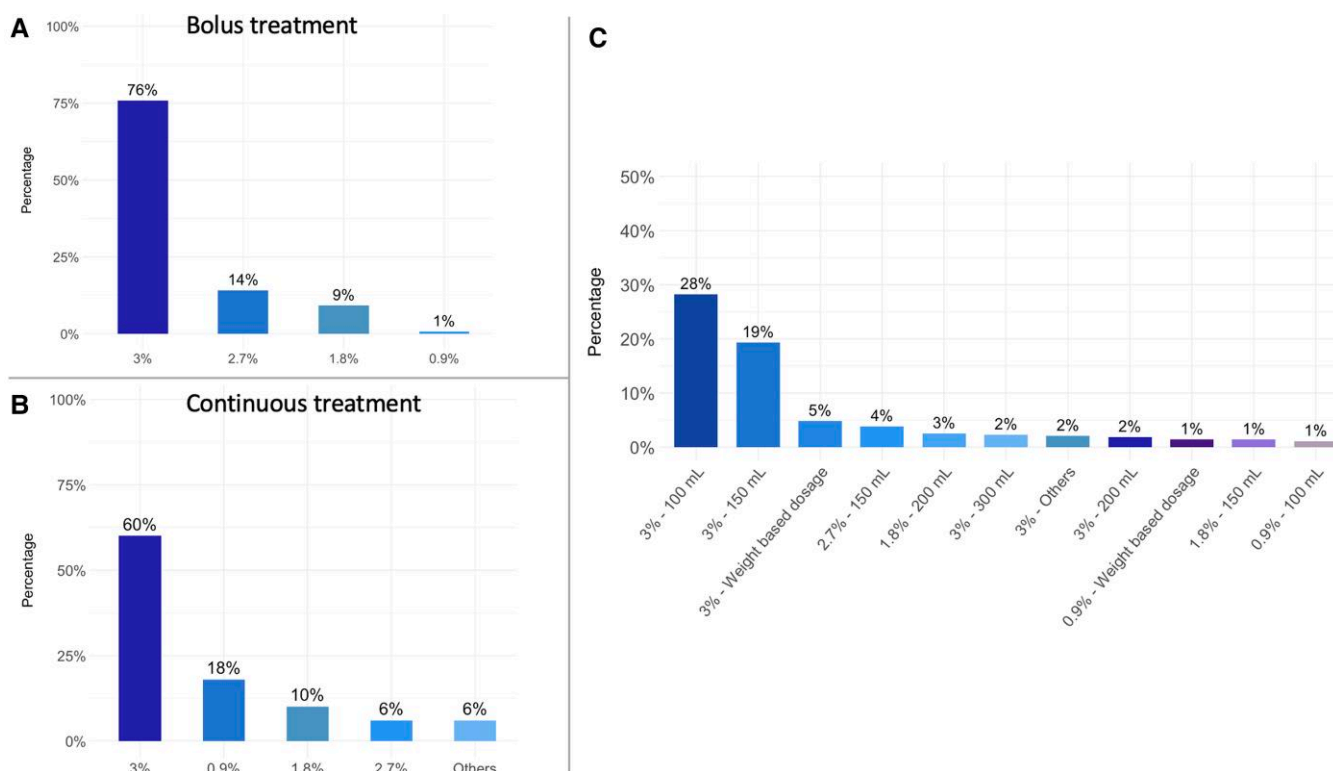 A
Bolus treatment
100%
75%
50%
25%
0%
Percentage
76%
14%
9%
1%
3%
2.7%
1.8%
0.9%
B
Continuous treatment
100%
75%
50%
25%
0%
Percentage
60%
18%
10%
6%
6%
3%
0.9%
1.8%
2.7%
Others
C
50%
40%
30%
20%
10%
0%
Percentage
28%
19%
5%
4%
3%
2%
2%
2%
1%
1%
1%
3% - 100 mL
3% - 150 mL
3% - Weight based dosage
2.7% - 150 mL
1.8% - 200 mL
3% - 300 mL
3% - Others
3% - 200 mL
0.9% - Weight based dosage
1.8% - 150 mL
0.9% - 100 mL